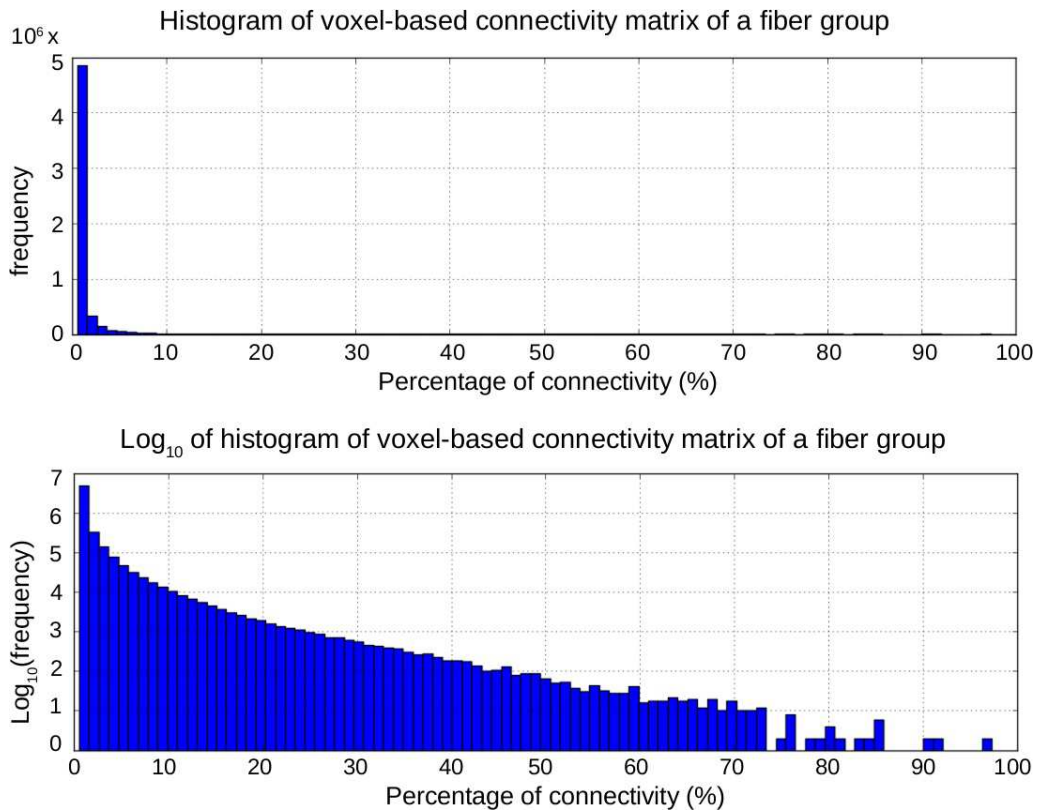 Histogram of voxel-based connectivity matrix of a fiber group
10⁶ x
5
4
3
2
1
0
frequency
0 10 20 30 40 50 60 70 80 90 100
Percentage of connectivity (%)
Log₁₀ of histogram of voxel-based connectivity matrix of a fiber group
7
6
5
4
3
2
1
0
Log₁₀(frequency)
0 10 20 30 40 50 60 70 80 90 100
Percentage of connectivity (%)